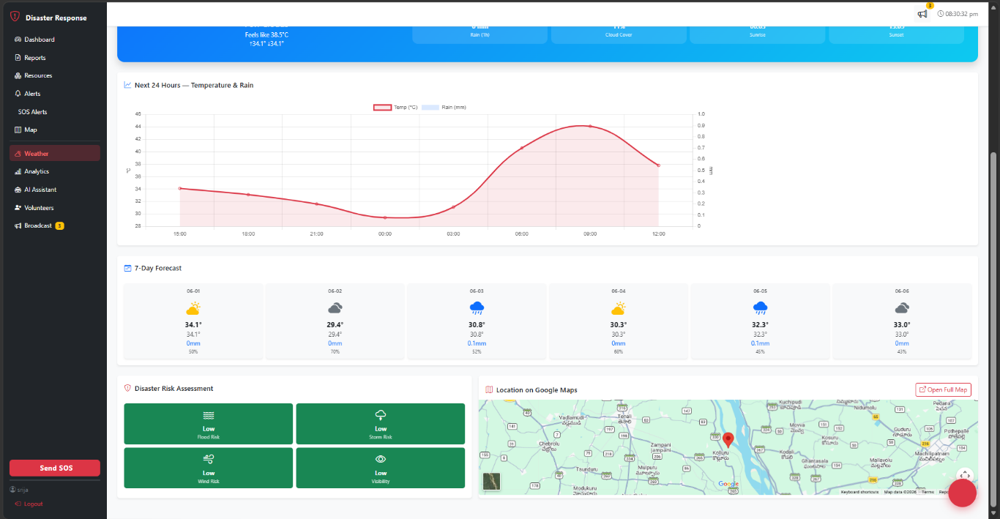 Disaster Response
3
08:30:32 pm
Dashboard
Reports
Resources
Alerts
SOS Alerts
Map
Weather
Analytics
AI Assistant
Volunteers
Broadcast 3
Send SOS
srija
Logout
Feels like 38.5°C
↑34.1° ↓34.1°
Rain (1h)
Cloud Cover
Sunrise
Sunset
Next 24 Hours — Temperature & Rain
Temp (°C) Rain (mm)
46
44
42
40
38
36
34
32
30
28
°C
1.0
0.9
0.8
0.7
0.6
0.5
0.4
0.3
0.2
0.1
0
mm
15:00 18:00 21:00 00:00 03:00 06:00 09:00 12:00
7-Day Forecast
06-01
34.1°
34.1°
0mm
50%
06-02
29.4°
29.4°
0mm
70%
06-03
30.8°
30.8°
0.1mm
52%
06-04
30.3°
30.3°
0mm
68%
06-05
32.3°
32.3°
0.1mm
45%
06-06
33.0°
33.0°
0mm
43%
Disaster Risk Assessment
Low
Flood Risk
Low
Storm Risk
Low
Wind Risk
Low
Visibility
Location on Google Maps
Open Full Map
Kuchipudi
Nidumolu
Pedana
పెదన
Vadlamudi
Tenali
తెనాలి
Movva
మొవ్వ
Guduru
గూడూరు
Pothepalle
Chebrolu
చేబ్రోలు
Zampani
Kolluru
కొల్లూరు
Kosuru
కోసూరు
Kodali
Ghantasala
Mallavolu
మల్లవోలు
Machilipatnam
మచిలీపట్నం
Tsunduru
Mulpuru
Modukuru
Google
Keyboard shortcuts Map data ©2026 Terms